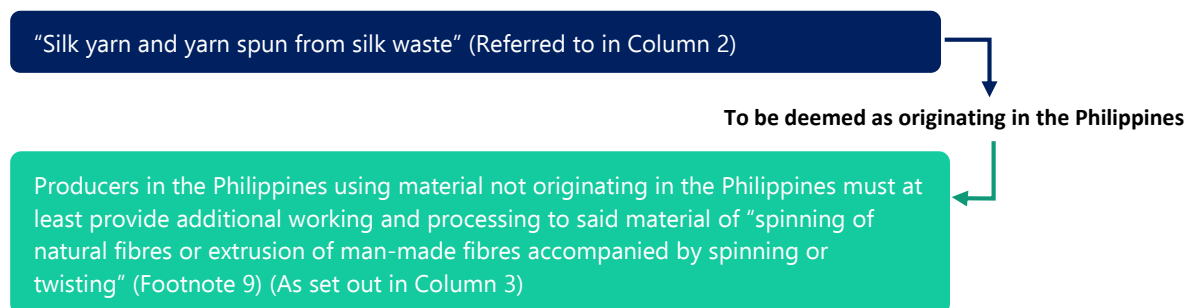 “Silk yarn and yarn spun from silk waste” (Referred to in Column 2)
To be deemed as originating in the Philippines
Producers in the Philippines using material not originating in the Philippines must at
least provide additional working and processing to said material of “spinning of
natural fibres or extrusion of man-made fibres accompanied by spinning or
twisting” (Footnote 9) (As set out in Column 3)